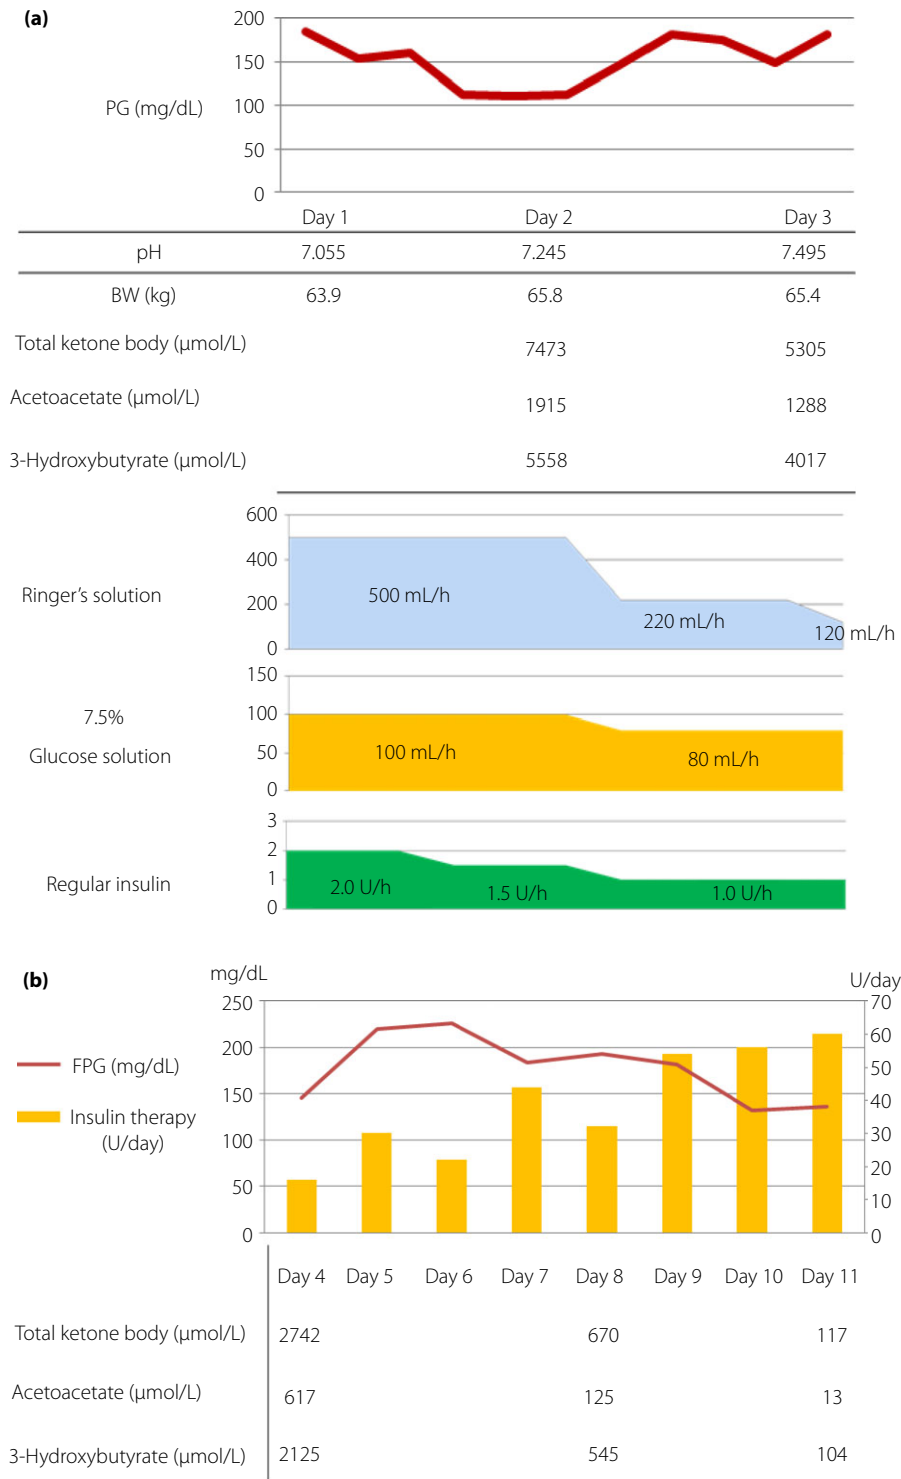 (a)
200
150
PG (mg/dL)
100
50
0
Day 1 Day 2 Day 3
pH 7.055 7.245 7.495
BW (kg) 63.9 65.8 65.4
Total ketone body (μmol/L) 7473 5305
Acetoacetate (μmol/L) 1915 1288
3-Hydroxybutyrate (μmol/L) 5558 4017
600
400
Ringer’s solution
200
0
500 mL/h
220 mL/h
120 mL/h
150
7.5%
Glucose solution
100
50
0
100 mL/h
80 mL/h
3
2
Regular insulin
1
0
2.0 U/h
1.5 U/h
1.0 U/h
(b)
mg/dL
U/day
250
200
150
100
50
0
FPG (mg/dL)
Insulin therapy
(U/day)
70
60
50
40
30
20
10
0
Day 4 Day 5 Day 6 Day 7 Day 8 Day 9 Day 10 Day 11
Total ketone body (μmol/L) 2742 670 117
Acetoacetate (μmol/L) 617 125 13
3-Hydroxybutyrate (μmol/L) 2125 545 104